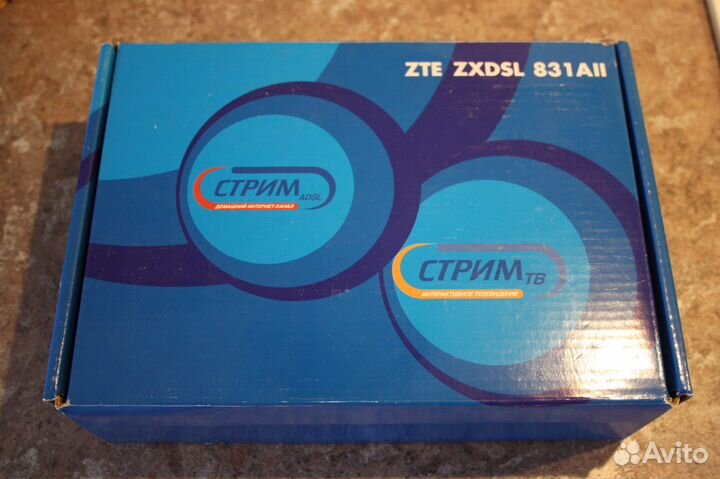 ZTE ZXDSL 831AII
СТРИМ ADSL
ДОМАШНИЙ ИНТЕРНЕТ-КАНАЛ
СТРИМ ТВ
ИНТЕРАКТИВНОЕ ТЕЛЕВИДЕНИЕ
Avito